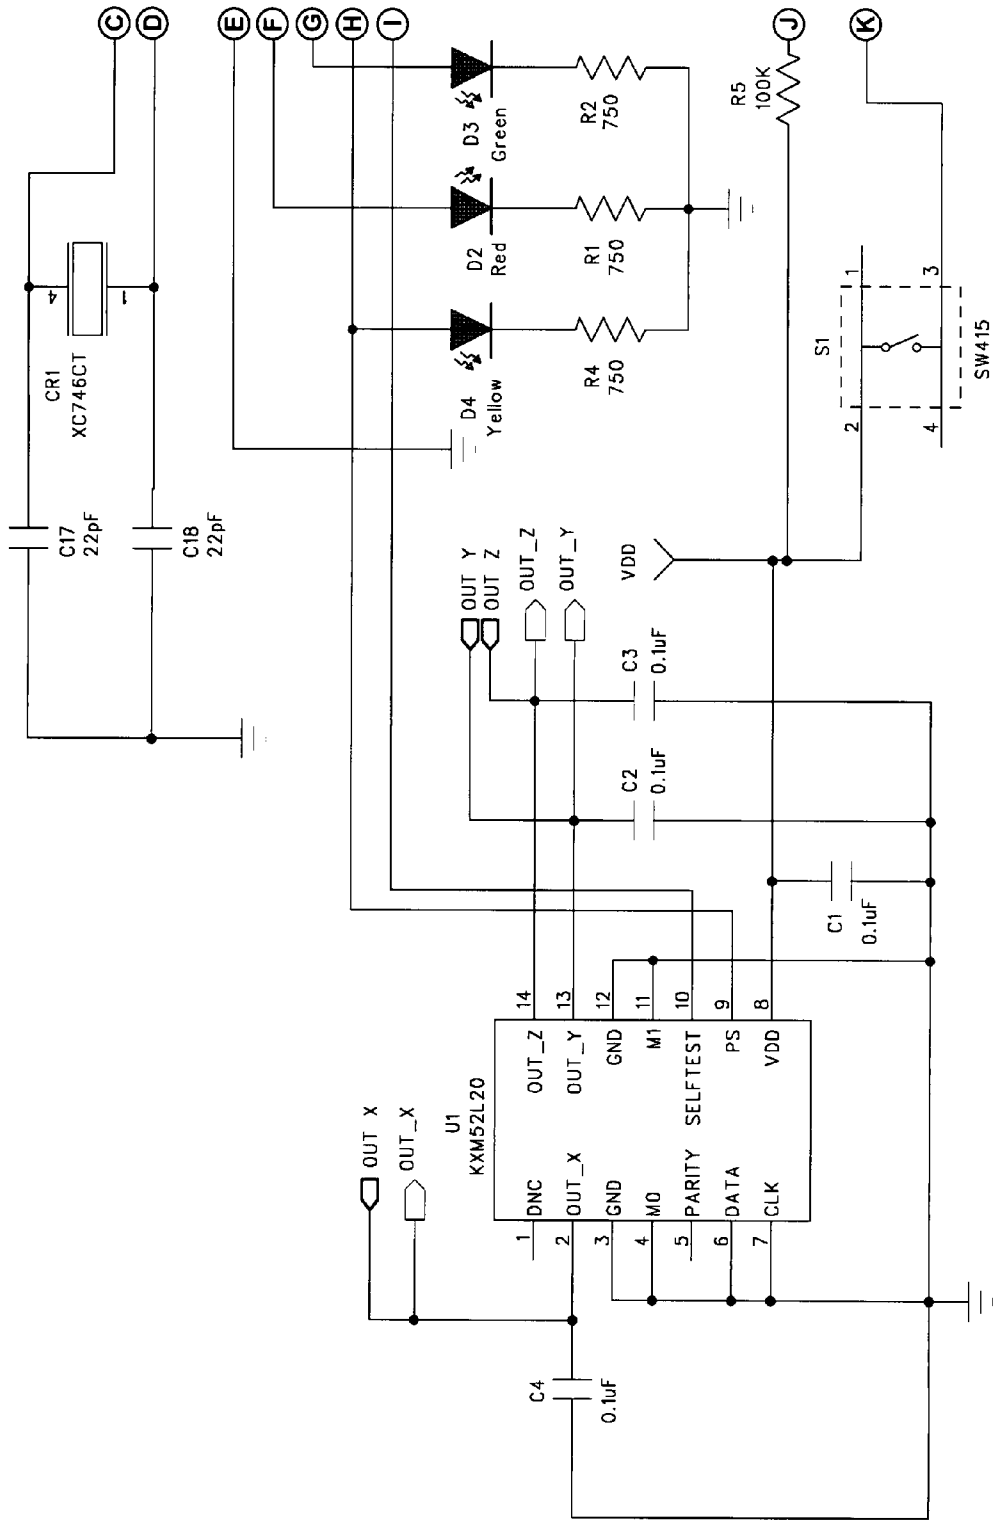 C
D
E
F
G
H
I
J
K
4
1
CR1
XC746CT
C17
22pF
C18
22pF
D3
Green
D2
Red
D4
Yellow
R2
750
R1
750
R4
750
R5
100K
S1
1
2
3
4
SW415
VDD
OUT Y
OUT Z
OUT_Z
OUT_Y
C3
0.1uF
C2
0.1uF
C1
0.1uF
OUT X
OUT_X
U1
KXM52L20
14
13
12
11
10
9
8
OUT_Z
OUT_Y
GND
M1
SELFTEST
PS
VDD
DNC
OUT_X
GND
M0
PARITY
DATA
CLK
1
2
3
4
5
6
7
C4
0.1uF